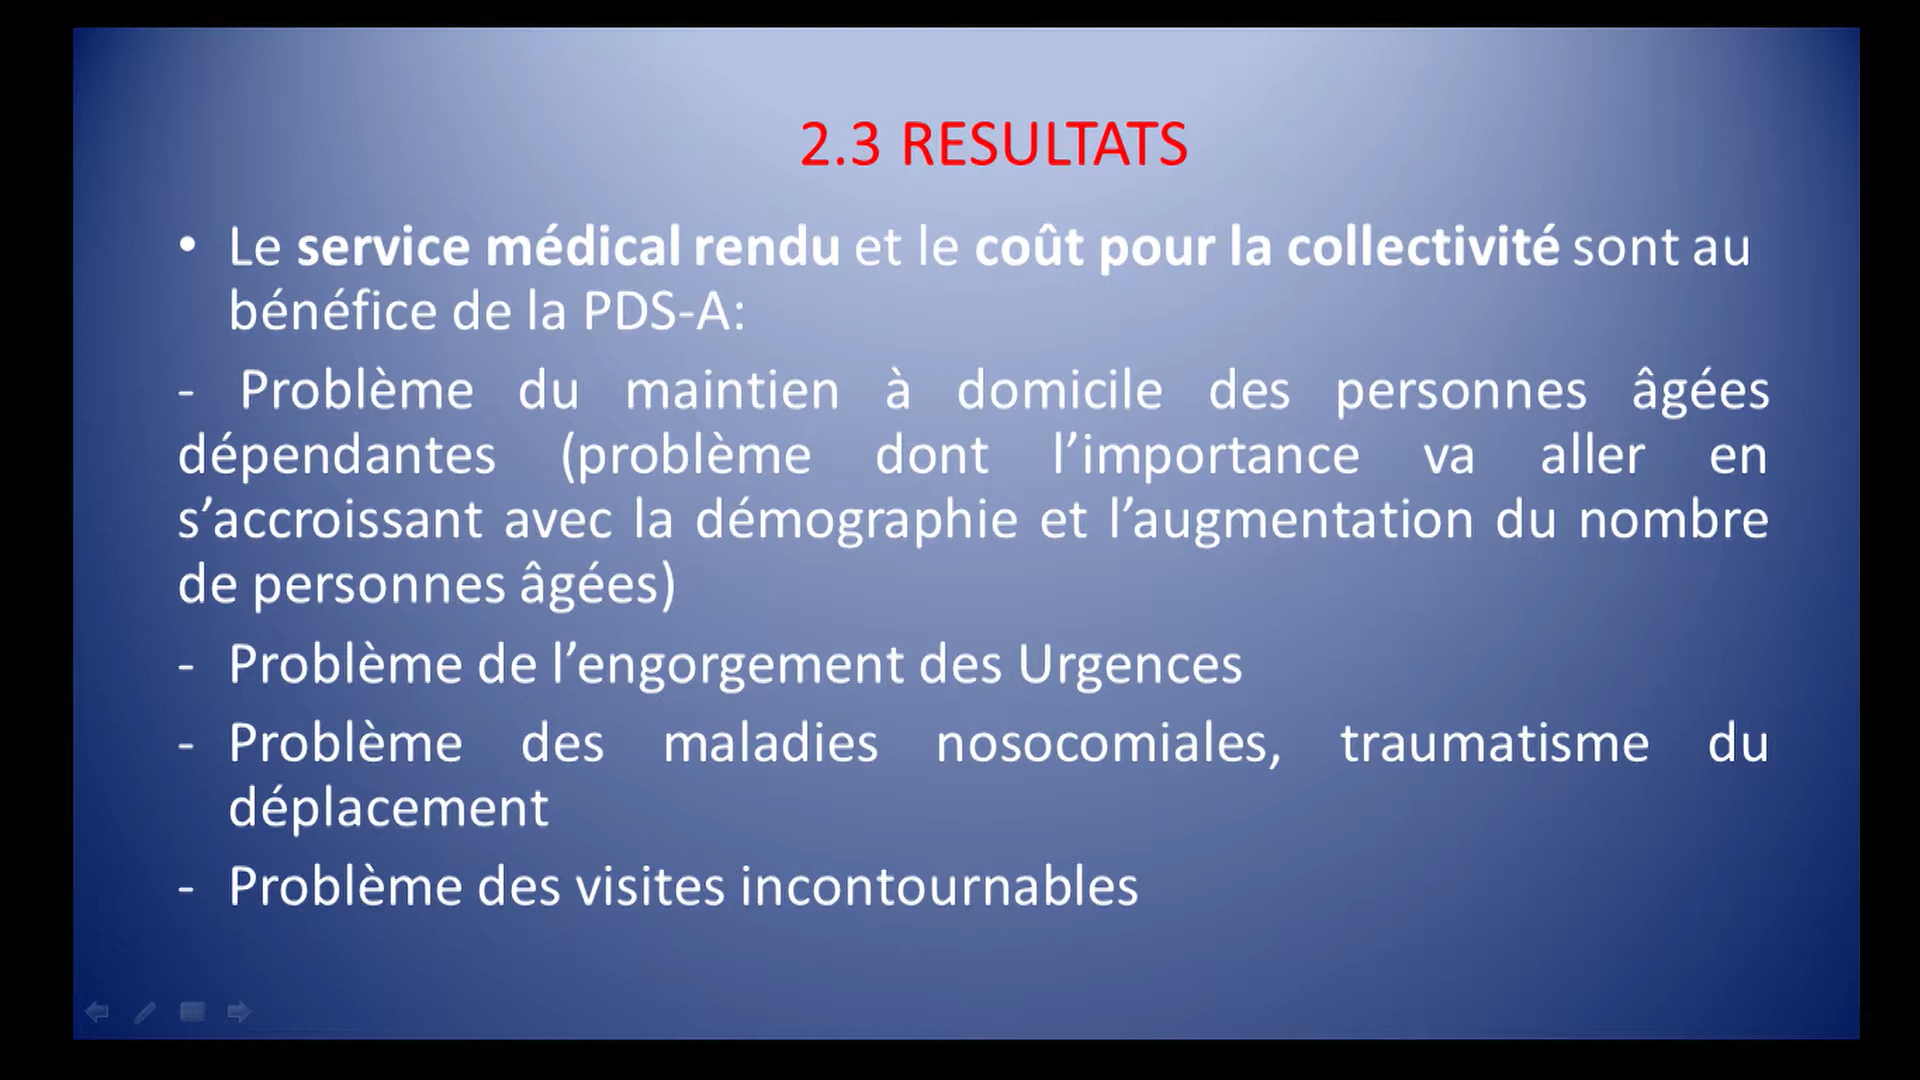 2.3 RESULTATS
• Le service médical rendu et le coût pour la collectivité sont au
bénéfice de la PDS-A:
- Problème du maintien à domicile des personnes âgées
dépendantes (problème dont l’importance va aller en
s’accroissant avec la démographie et l’augmentation du nombre
de personnes âgées)
- Problème de l’engorgement des Urgences
- Problème des maladies nosocomiales, traumatisme du
déplacement
- Problème des visites incontournables